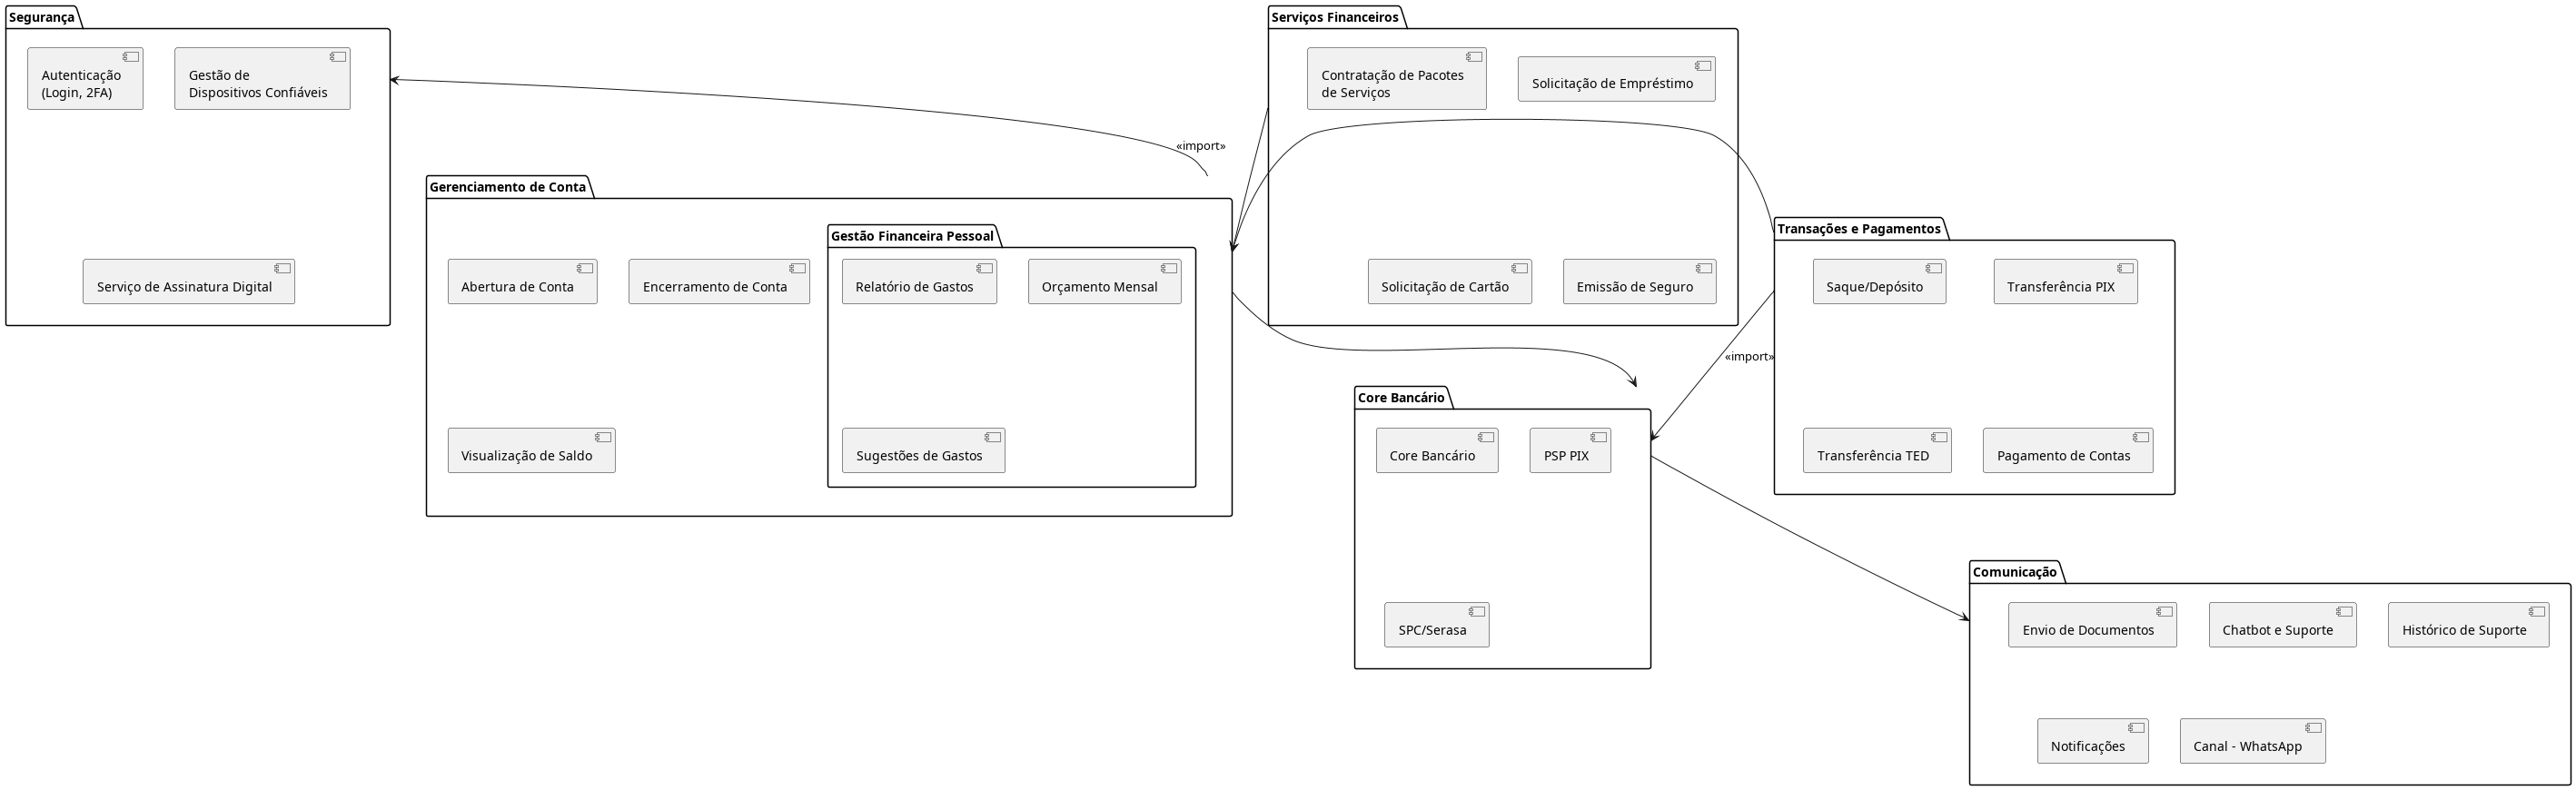 Segurança
Autenticação
(Login, 2FA)
Gestão de
Dispositivos Confiáveis
Serviço de Assinatura Digital
Serviços Financeiros
Contratação de Pacotes
de Serviços
Solicitação de Empréstimo
Solicitação de Cartão
Emissão de Seguro
«import»
Gerenciamento de Conta
Abertura de Conta
Encerramento de Conta
Visualização de Saldo
Gestão Financeira Pessoal
Relatório de Gastos
Orçamento Mensal
Sugestões de Gastos
Transações e Pagamentos
Saque/Depósito
Transferência PIX
Transferência TED
Pagamento de Contas
«import»
Core Bancário
Core Bancário
PSP PIX
SPC/Serasa
Comunicação
Envio de Documentos
Chatbot e Suporte
Histórico de Suporte
Notificações
Canal - WhatsApp